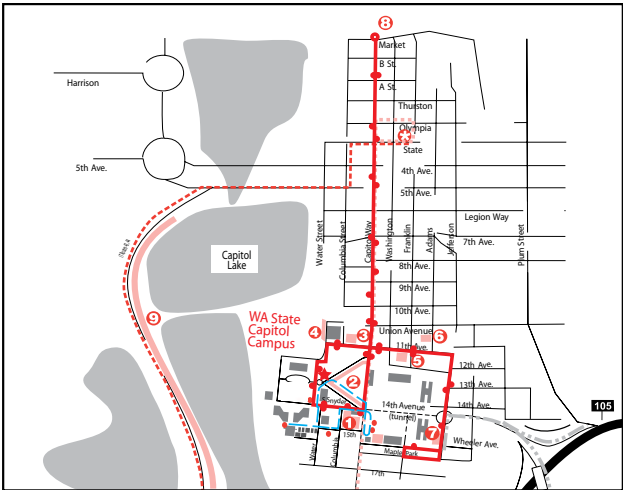 8
Market
B St.
A St.
Harrison
Thurston
Olympia
State
5th Ave.
4th Ave.
5th Ave.
Legion Way
Water Street
Columbia Street
Capitol Way
Washington
Franklin
Adams
Jefferson
Plum Street
7th Ave.
Capitol
Lake
8th Ave.
9th Ave.
10th Ave.
9
WA State
Capitol
Campus
4
3
Union Avenue
6
11th Ave.
5
12th Ave.
2
13th Ave.
14th Avenue
(tunnel)
14th Ave.
105
1
7
15th
Wheeler Ave.
Water
Columbia
Maple Park
17th